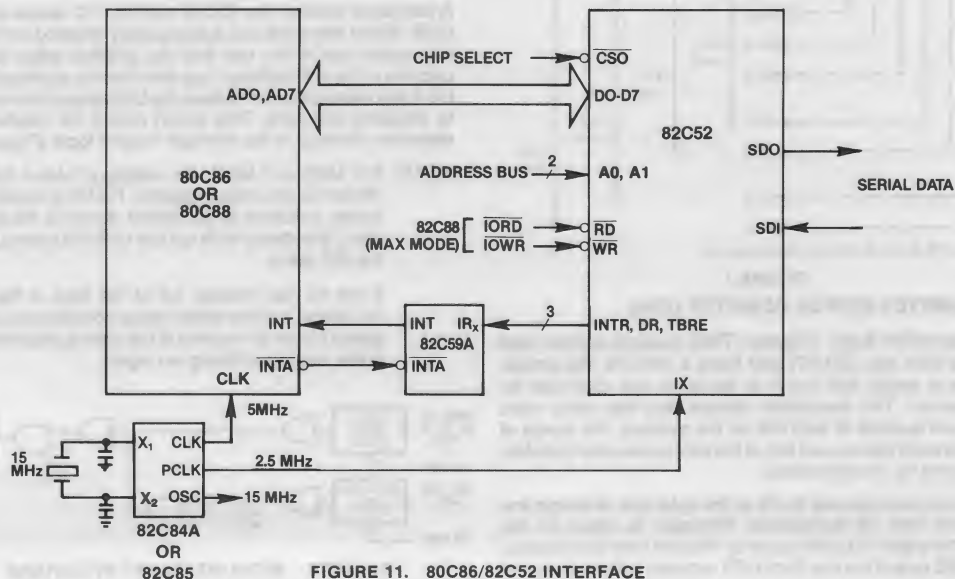 CHIP SELECT
CSO
ADO, AD7
DO-D7
82C52
SDO
80C86
OR
80C88
ADDRESS BUS
2
A0, A1
SERIAL DATA
82C88
(MAX MODE)
IORD
IOWR
RD
WR
SDI
INT
INT
IRX
82C59A
3
INTR, DR, TBRE
INTA
INTA
CLK
IX
5MHz
15
MHz
X1
CLK
PCLK
2.5 MHz
X2
OSC
15 MHz
82C84A
OR
82C85
FIGURE 11. 80C86/82C52 INTERFACE